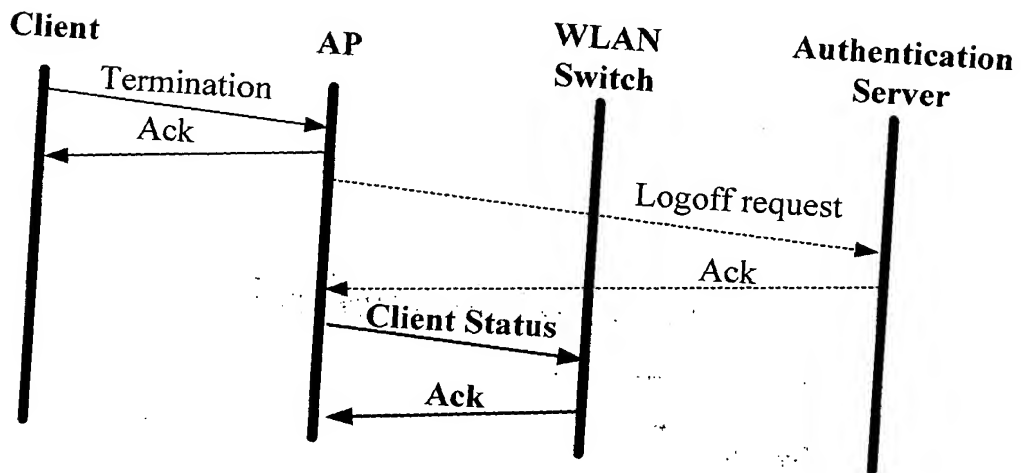 Client
AP
WLAN
Switch
Authentication
Server
Termination
Ack
Logoff request
Ack
Client Status
Ack